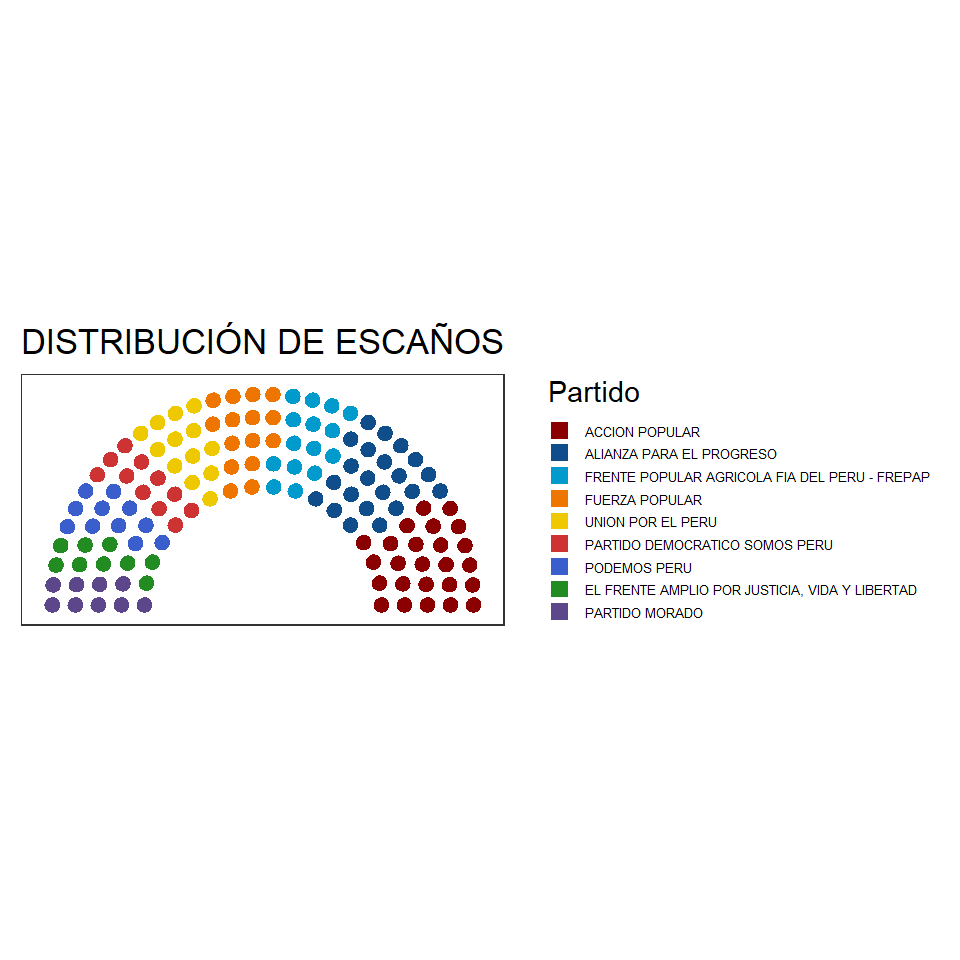 DISTRIBUCIÓN DE ESCAÑOS
Partido
ACCION POPULAR
ALIANZA PARA EL PROGRESO
FRENTE POPULAR AGRICOLA FIA DEL PERU - FREPAP
FUERZA POPULAR
UNION POR EL PERU
PARTIDO DEMOCRATICO SOMOS PERU
PODEMOS PERU
EL FRENTE AMPLIO POR JUSTICIA, VIDA Y LIBERTAD
PARTIDO MORADO